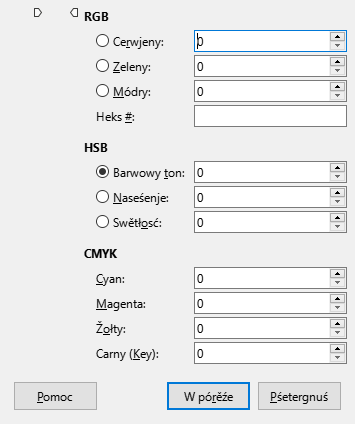 RGB
Cerwjeny: 0
Zeleny: 0
Módry: 0
Heks #:
HSB
Barwowy ton: 0
Naseśenje: 0
Swětłosć: 0
CMYK
Cyan: 0
Magenta: 0
Žołty: 0
Carny (Key): 0
Pomoc W pórěźe Pśetergnuś